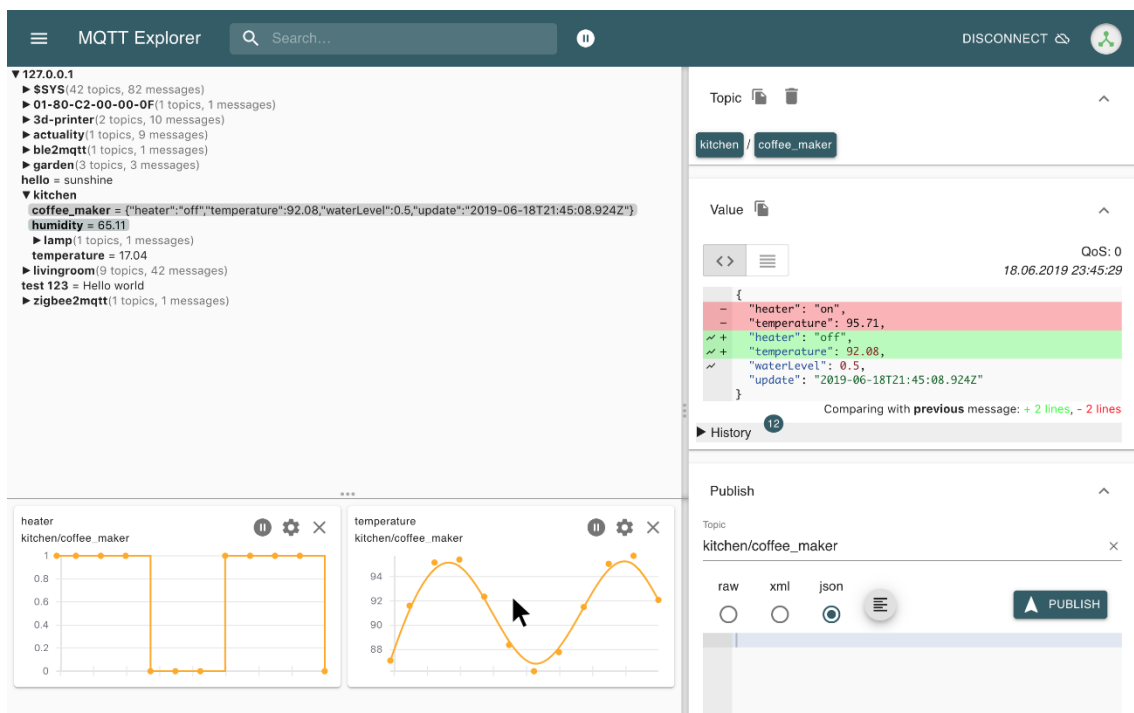 MQTT Explorer
Search...
DISCONNECT
▼ 127.0.0.1
▶ $SYS(42 topics, 82 messages)
▶ 01-80-C2-00-00-0F(1 topics, 1 messages)
▶ 3d-printer(2 topics, 10 messages)
▶ actuality(1 topics, 9 messages)
▶ ble2mqtt(1 topics, 1 messages)
▶ garden(3 topics, 3 messages)
hello = sunshine
▼ kitchen
coffee_maker = {"heater":"off","temperature":92.08,"waterLevel":0.5,"update":"2019-06-18T21:45:08.924Z"}
humidity = 65.11
▶ lamp(1 topics, 1 messages)
temperature = 17.04
▶ livingroom(9 topics, 42 messages)
test 123 = Hello world
▶ zigbee2mqtt(1 topics, 1 messages)
heater
kitchen/coffee_maker
1
0.8
0.6
0.4
0.2
0
temperature
kitchen/coffee_maker
94
92
90
88
Topic
kitchen / coffee_maker
Value
QoS: 0
18.06.2019 23:45:29
{
- "heater": "on",
- "temperature": 95.71,
+ "heater": "off",
+ "temperature": 92.08,
"waterLevel": 0.5,
"update": "2019-06-18T21:45:08.924Z"
}
Comparing with previous message: + 2 lines, - 2 lines
▶ History 12
Publish
Topic
kitchen/coffee_maker
raw xml json
PUBLISH